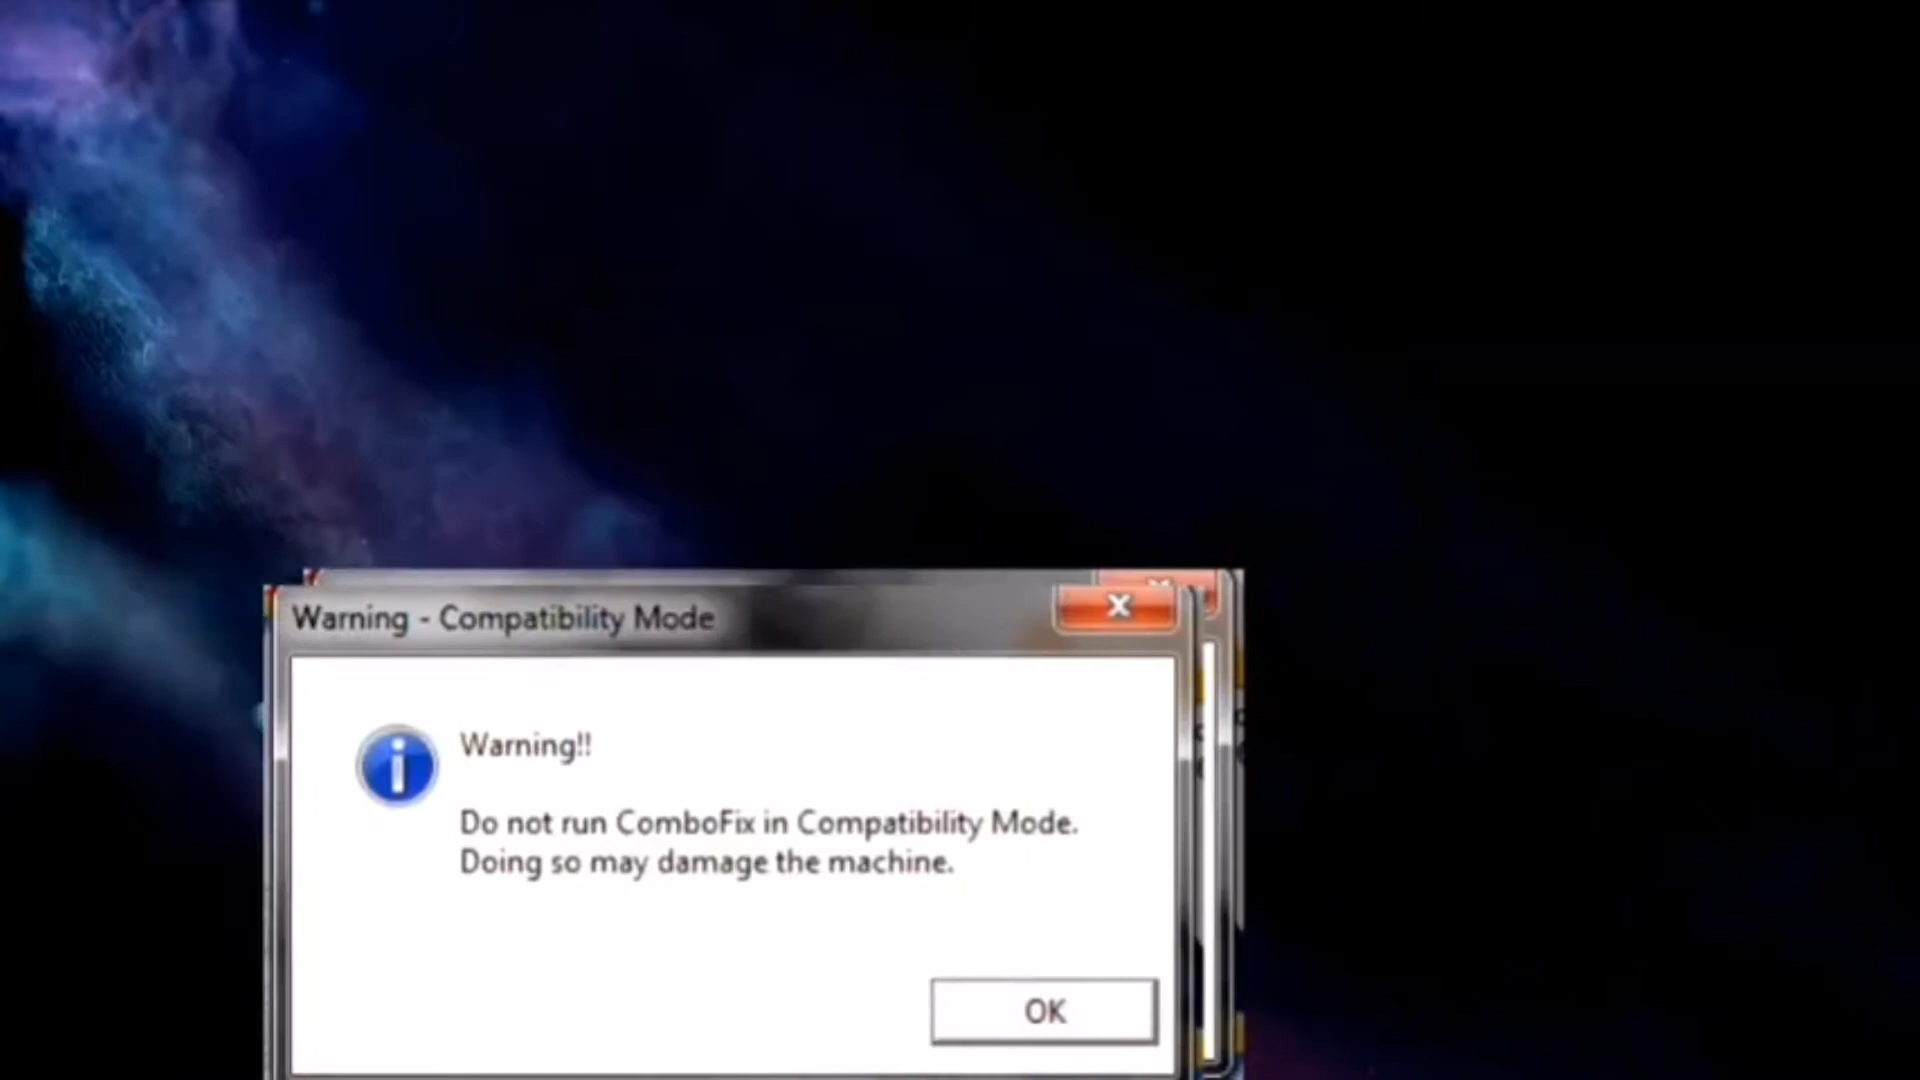 Warning - Compatibility Mode
Warning!!
Do not run ComboFix in Compatibility Mode.
Doing so may damage the machine.
OK